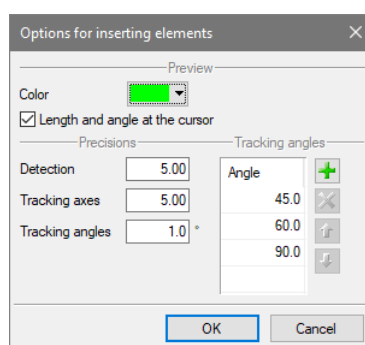 Options for inserting elements
Preview
Color
Length and angle at the cursor
Precisions
Detection 5.00
Tracking axes 5.00
Tracking angles 1.0 °
Tracking angles
Angle
45.0
60.0
90.0
OK Cancel